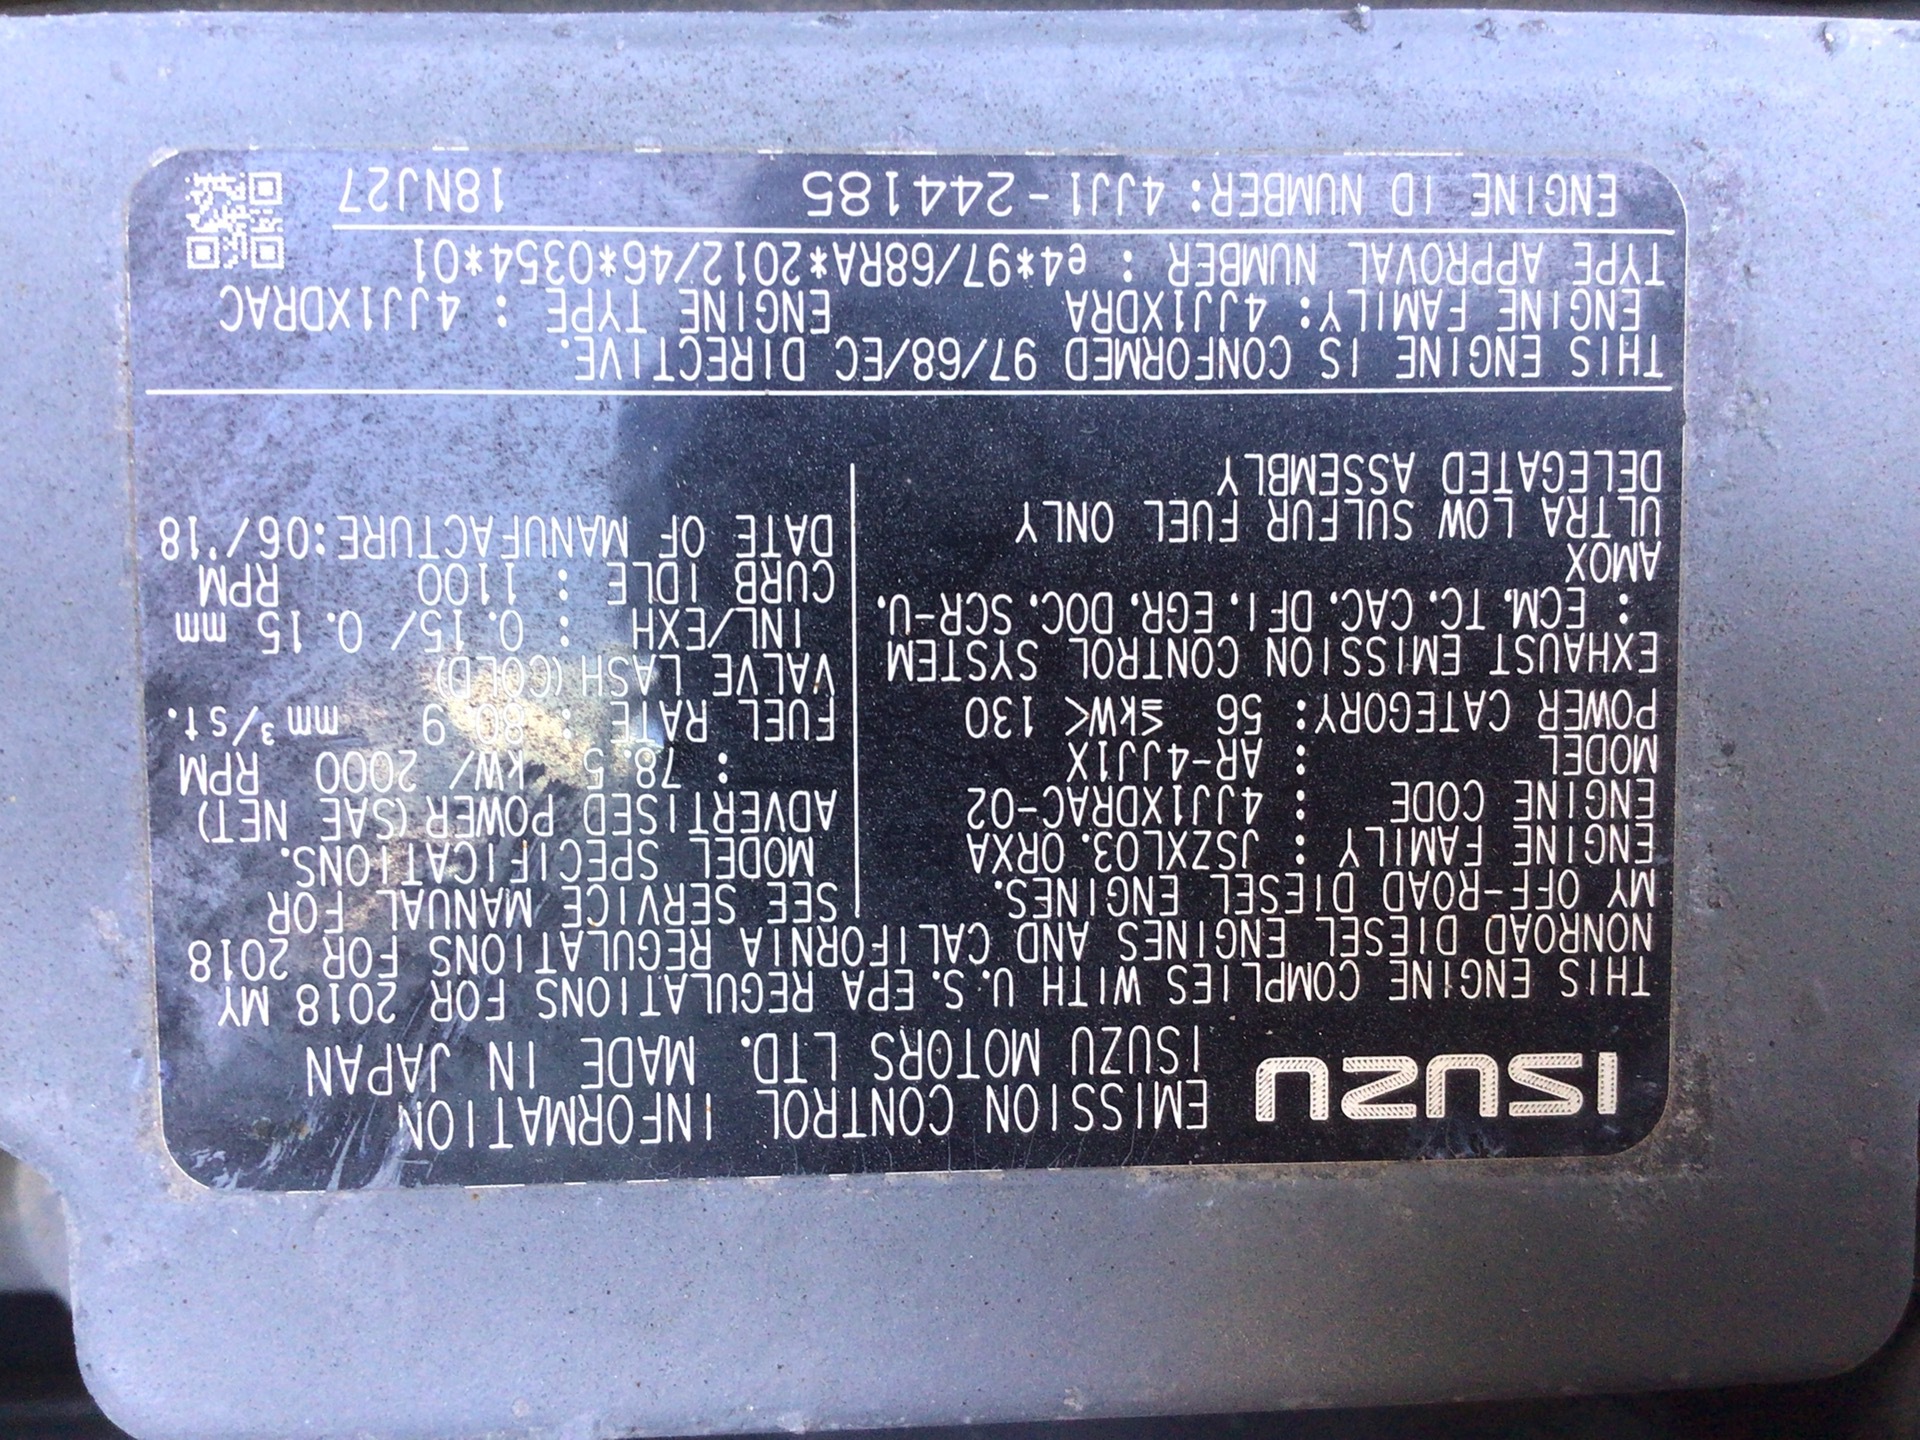 ISUZU
EMISSION CONTROL INFORMATION
ISUZU MOTORS LTD. MADE IN JAPAN
THIS ENGINE COMPLIES WITH U.S. EPA REGULATIONS FOR 2018 MY
NONROAD DIESEL ENGINES AND CALIFORNIA REGULATIONS FOR 2018
MY OFF-ROAD DIESEL ENGINES.
ENGINE FAMILY : JSZXL03.0RXA
ENGINE CODE : 4JJ1XDRAC-02
MODEL : AR-4JJ1X
POWER CATEGORY: 56 ≤kW< 130
EXHAUST EMISSION CONTROL SYSTEM
: ECM. TC. CAC. DFI. EGR. DOC. SCR-U.
AMOX
ULTRA LOW SULFUR FUEL ONLY
DELEGATED ASSEMBLY
SEE SERVICE MANUAL FOR
MODEL SPECIFICATIONS.
ADVERTISED POWER(SAE NET)
: 78.5 kW/ 2000 RPM
FUEL RATE : 80.9 mm³/st.
VALVE LASH(COLD)
INL/EXH : 0.15/ 0.15 mm
CURB IDLE : 1100 RPM
DATE OF MANUFACTURE:06/'18
THIS ENGINE IS CONFORMED 97/68/EC DIRECTIVE.
ENGINE FAMILY: 4JJ1XDRA ENGINE TYPE : 4JJ1XDRAC
TYPE APPROVAL NUMBER : e4*97/68RA*2012/46*0354*01
ENGINE ID NUMBER: 4JJ1-244185 18NJ27